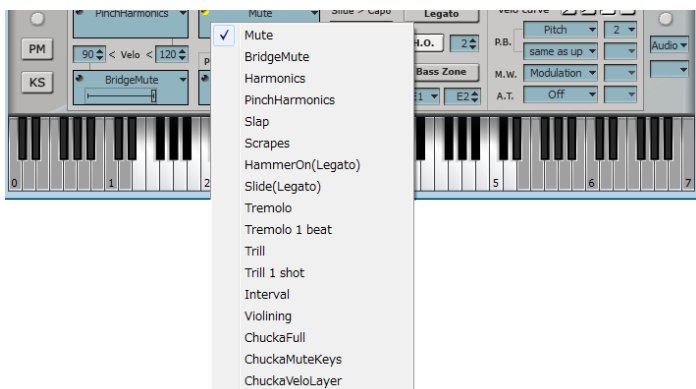 PinchHarmonics Mute Slide > Capo Legato Velo Curve
Pitch 2
PM 90 < Velo < 120 P H.O. 2 P.B. same as up Audio
KS BridgeMute Bass Zone M.W. Modulation
E1 E2 A.T. Off
Mute
BridgeMute
Harmonics
PinchHarmonics
Slap
Scrapes
HammerOn(Legato)
Slide(Legato)
Tremolo
Tremolo 1 beat
Trill
Trill 1 shot
Interval
Violining
ChuckaFull
ChuckaMuteKeys
ChuckaVeloLayer
0 1 2 5 6 7